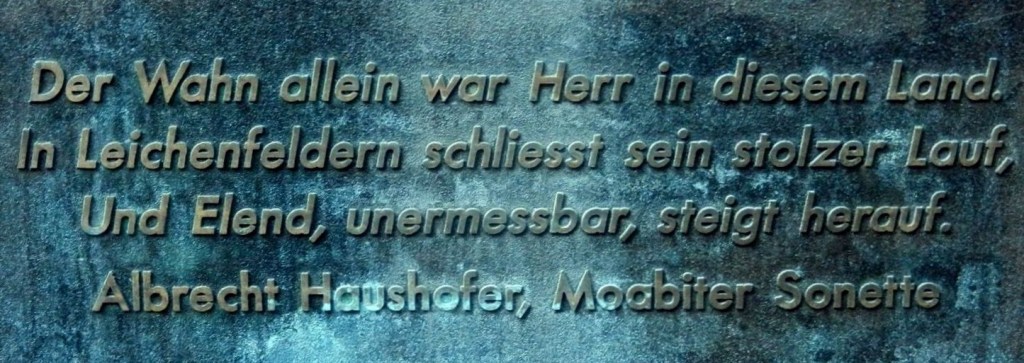 Der Wahn allein war Herr in diesem Land.
In Leichenfeldern schliesst sein stolzer Lauf,
Und Elend, unermessbar, steigt herauf.
Albrecht Haushofer, Moabiter Sonette